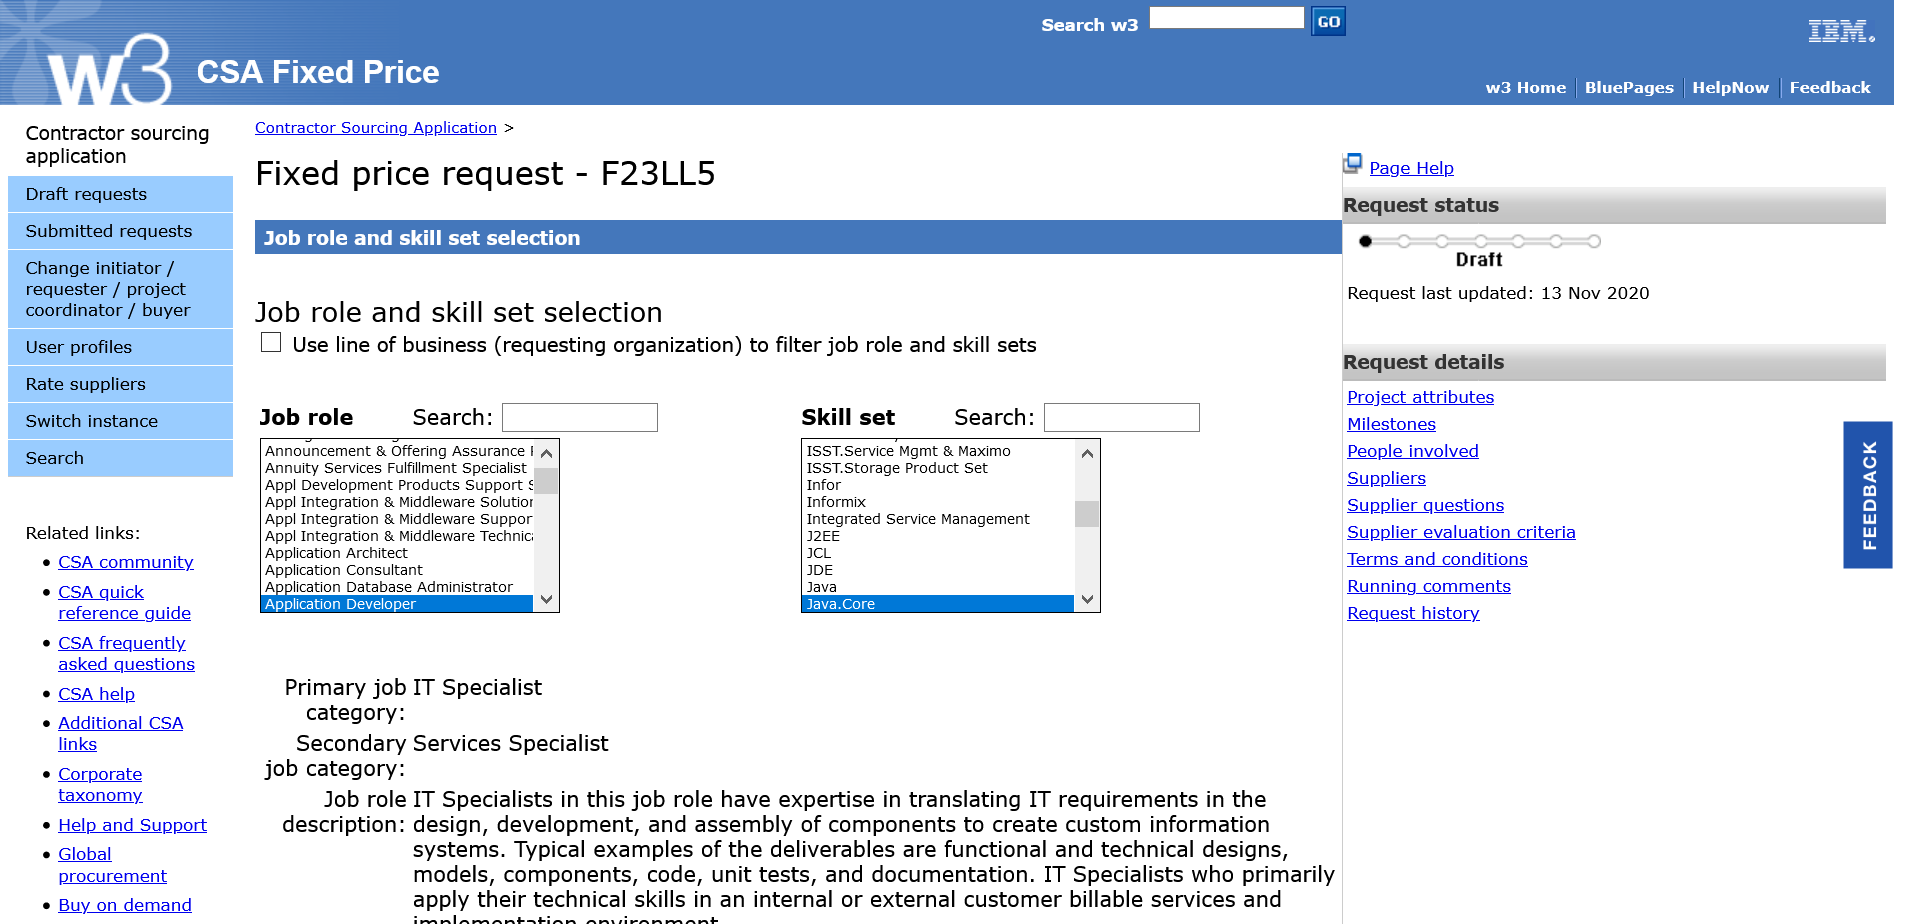 Search w3
GO
IBM.
w3
CSA Fixed Price
w3 Home
BluePages
HelpNow
Feedback
Contractor sourcing
application
Draft requests
Submitted requests
Change initiator /
requester / project
coordinator / buyer
User profiles
Rate suppliers
Switch instance
Search
Related links:
CSA community
CSA quick
reference guide
CSA frequently
asked questions
CSA help
Additional CSA
links
Corporate
taxonomy
Help and Support
Global
procurement
Buy on demand
Contractor Sourcing Application >
Fixed price request - F23LL5
Job role and skill set selection
Job role and skill set selection
Use line of business (requesting organization) to filter job role and skill sets
Job role Search:
Announcement & Offering Assurance
Annuity Services Fulfillment Specialist
Appl Development Products Support
Appl Integration & Middleware Solution
Appl Integration & Middleware Suppor
Appl Integration & Middleware Technic
Application Architect
Application Consultant
Application Database Administrator
Application Developer
Skill set Search:
ISST.Service Mgmt & Maximo
ISST.Storage Product Set
Infor
Informix
Integrated Service Management
J2EE
JCL
JDE
Java
Java.Core
Primary job IT Specialist
category:
Secondary Services Specialist
job category:
Job role IT Specialists in this job role have expertise in translating IT requirements in the
description: design, development, and assembly of components to create custom information
systems. Typical examples of the deliverables are functional and technical designs,
models, components, code, unit tests, and documentation. IT Specialists who primarily
apply their technical skills in an internal or external customer billable services and
implementation environment
Page Help
Request status
Draft
Request last updated: 13 Nov 2020
Request details
Project attributes
Milestones
People involved
Suppliers
Supplier questions
Supplier evaluation criteria
Terms and conditions
Running comments
Request history
FEEDBACK